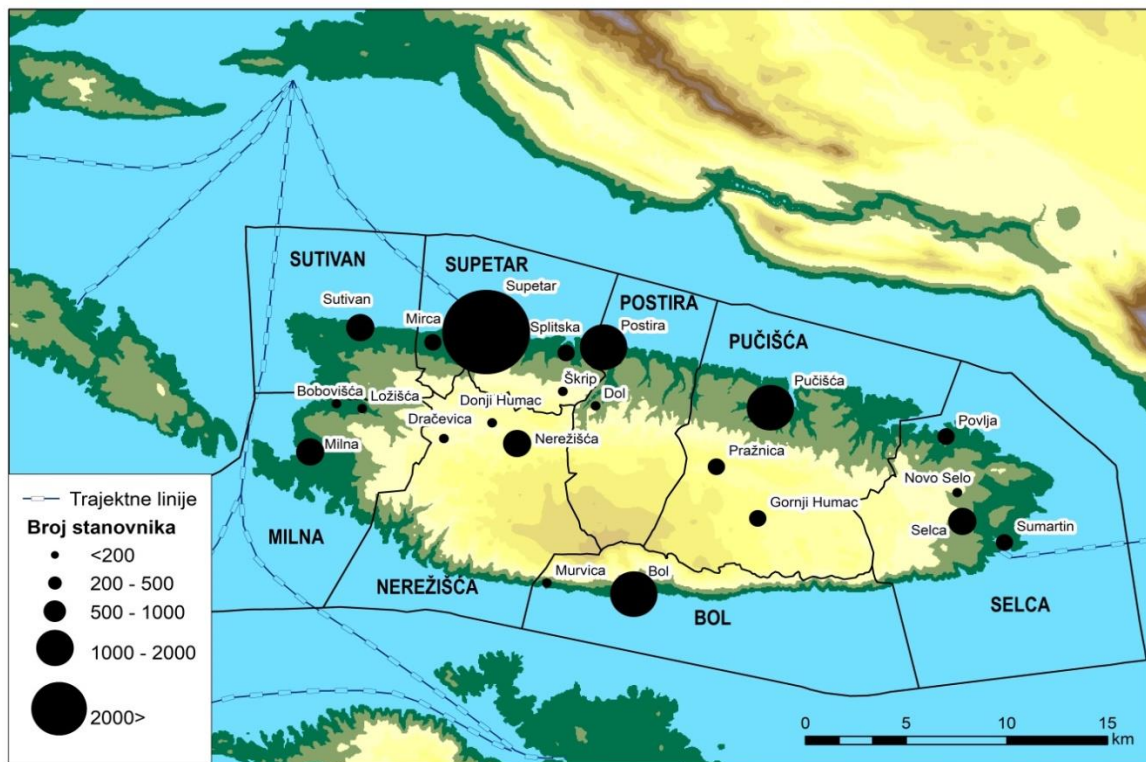 SUTIVAN
SUPETAR
Supetar
Sutivan
Mirca
Splitska
POSTIRA
Postira
PUČIŠĆA
Pučišća
Škrip
Bobovišća
Ložišća
Donji Humac
Dol
Dračevica
Nerežišća
Milna
Povlja
Pražnica
Novo Selo
Gornji Humac
Selca
Sumartin
MILNA
NEREŽIŠĆA
Murvica
Bol
BOL
SELCA
Trajektne linije
Broj stanovnika
<200
200 - 500
500 - 1000
1000 - 2000
2000>
0 5 10 15
km